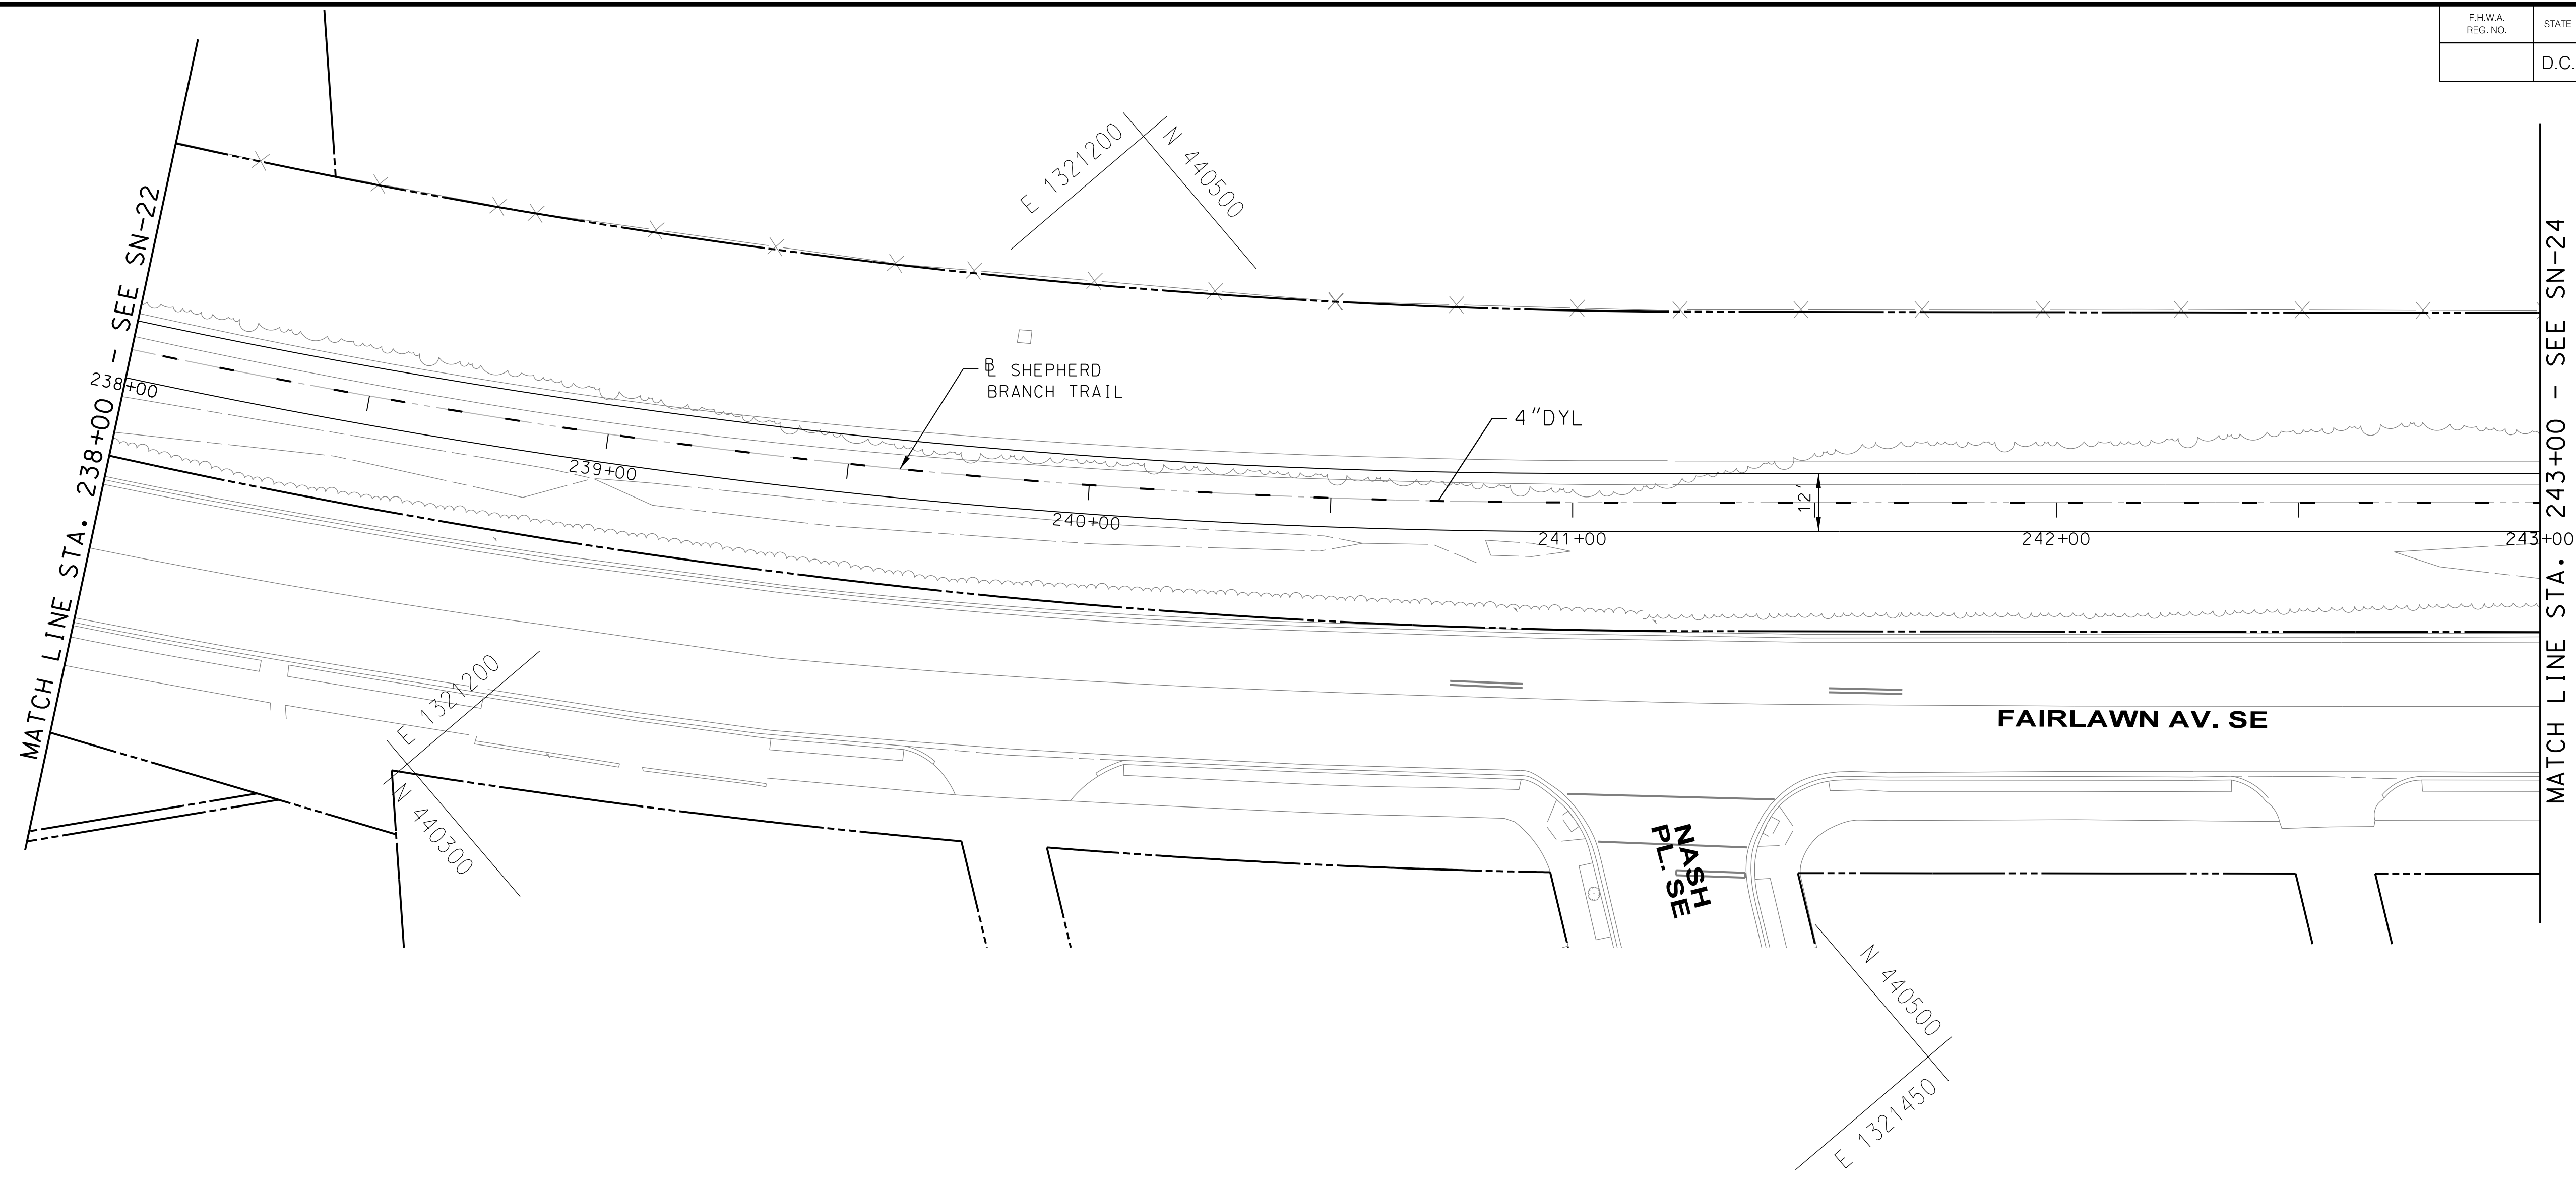 F.H.W.A.
REG. NO.
STATE
D.C.
E 1321200
N 440500
MATCH LINE STA. 238+00 - SEE SN-22
MATCH LINE STA. 243+00 - SEE SN-24
BL SHEPHERD
BRANCH TRAIL
4"DYL
12'
238+00
239+00
240+00
241+00
242+00
243+00
FAIRLAWN AV. SE
E 1321200
N 440300
NASH
PL. SE
N 440500
E 1321450